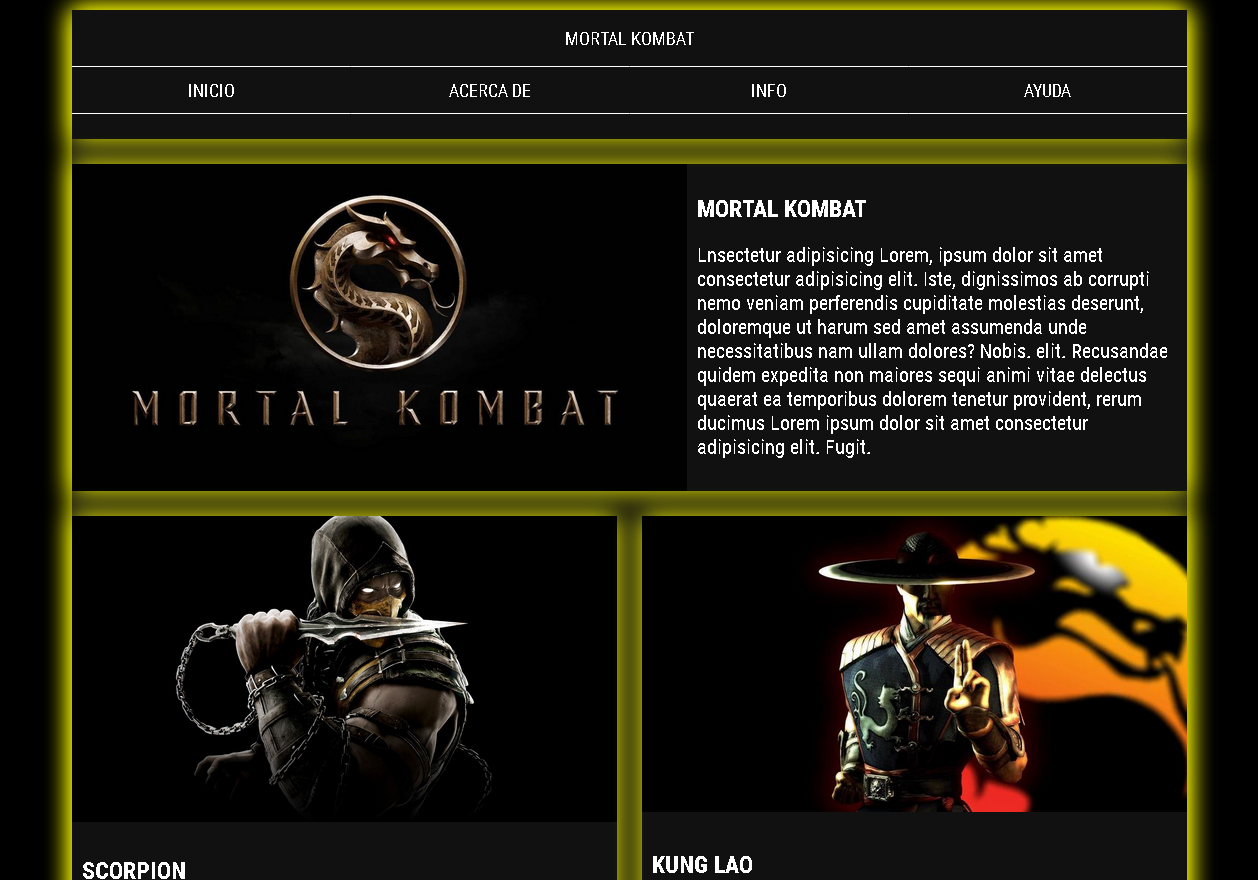 MORTAL KOMBAT
INICIO
ACERCA DE
INFO
AYUDA
MORTAL KOMBAT
MORTAL KOMBAT
Lnsectetur adipisicing Lorem, ipsum dolor sit amet
consectetur adipisicing elit. Iste, dignissimos ab corrupti
nemo veniam perferendis cupiditate molestias deserunt,
doloremque ut harum sed amet assumenda unde
necessitatibus nam ullam dolores? Nobis. elit. Recusandae
quidem expedita non maiores sequi animi vitae delectus
quaerat ea temporibus dolorem tenetur provident, rerum
ducimus Lorem ipsum dolor sit amet consectetur
adipisicing elit. Fugit.
SCORPION
KUNG LAO